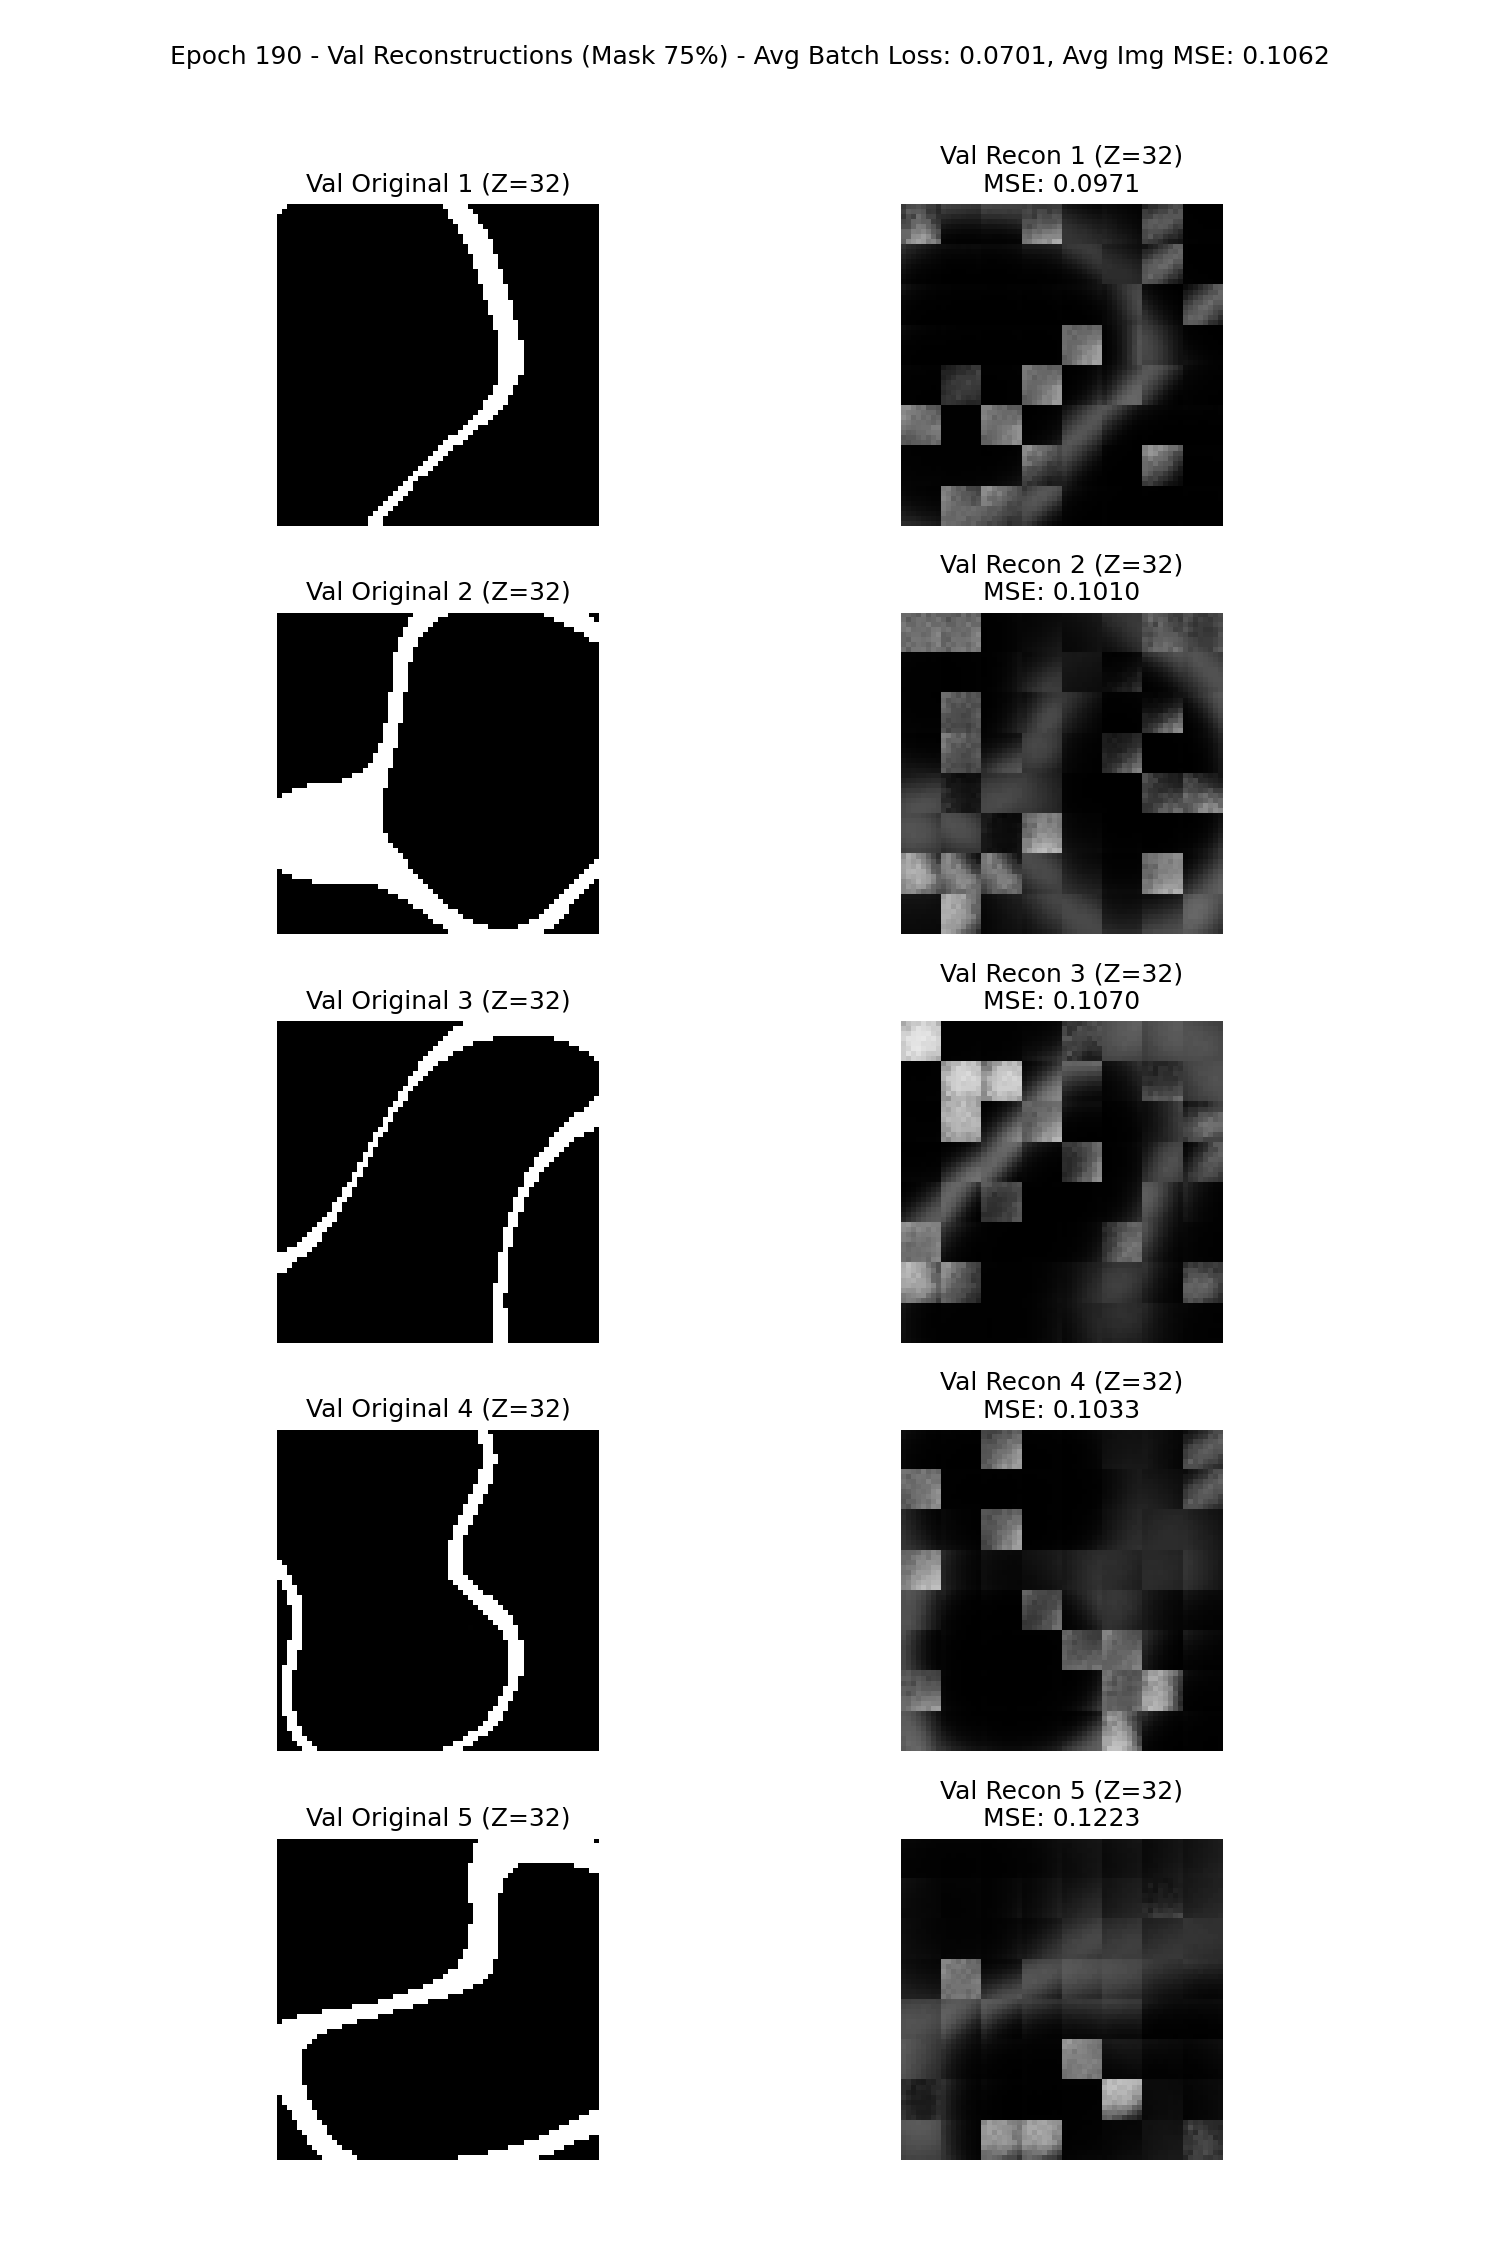 Epoch 190 - Val Reconstructions (Mask 75%) - Avg Batch Loss: 0.0701, Avg Img MSE: 0.1062
Val Original 1 (Z=32)
Val Recon 1 (Z=32)
MSE: 0.0971
Val Original 2 (Z=32)
Val Recon 2 (Z=32)
MSE: 0.1010
Val Original 3 (Z=32)
Val Recon 3 (Z=32)
MSE: 0.1070
Val Original 4 (Z=32)
Val Recon 4 (Z=32)
MSE: 0.1033
Val Original 5 (Z=32)
Val Recon 5 (Z=32)
MSE: 0.1223